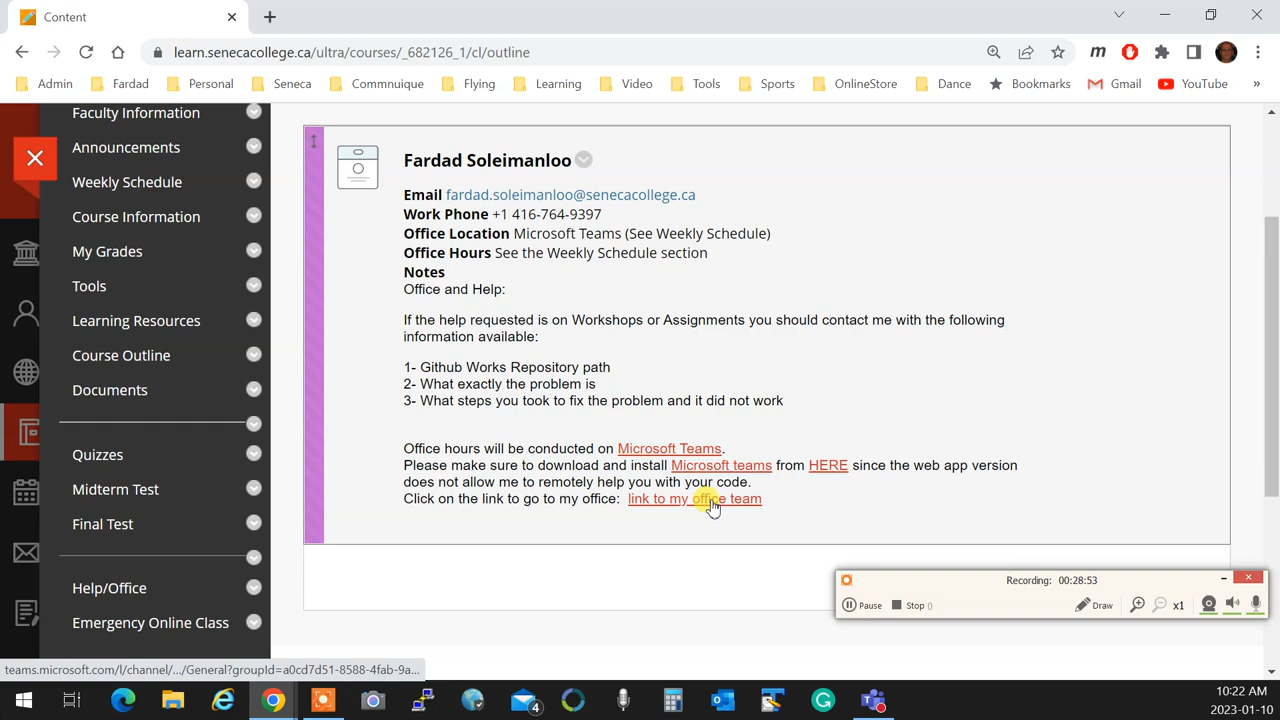 Content
learn.senecacollege.ca/ultra/courses/_682126_1/cl/outline
Admin Fardad Personal Seneca Commnuique Flying Learning Video Tools Sports OnlineStore Dance Bookmarks Gmail YouTube »
Faculty Information
Announcements
Weekly Schedule
Course Information
My Grades
Tools
Learning Resources
Course Outline
Documents
Quizzes
Midterm Test
Final Test
Help/Office
Emergency Online Class
Fardad Soleimanloo
Email fardad.soleimanloo@senecacollege.ca
Work Phone +1 416-764-9397
Office Location Microsoft Teams (See Weekly Schedule)
Office Hours See the Weekly Schedule section
Notes
Office and Help:
If the help requested is on Workshops or Assignments you should contact me with the following
information available:
1- Github Works Repository path
2- What exactly the problem is
3- What steps you took to fix the problem and it did not work
Office hours will be conducted on Microsoft Teams.
Please make sure to download and install Microsoft teams from HERE since the web app version
does not allow me to remotely help you with your code.
Click on the link to go to my office: link to my office team
Recording: 00:28:53
Pause Stop () Draw x1
teams.microsoft.com/l/channel/.../General?groupId=a0cd7d51-8588-4fab-9a...
4
10:22 AM
2023-01-10